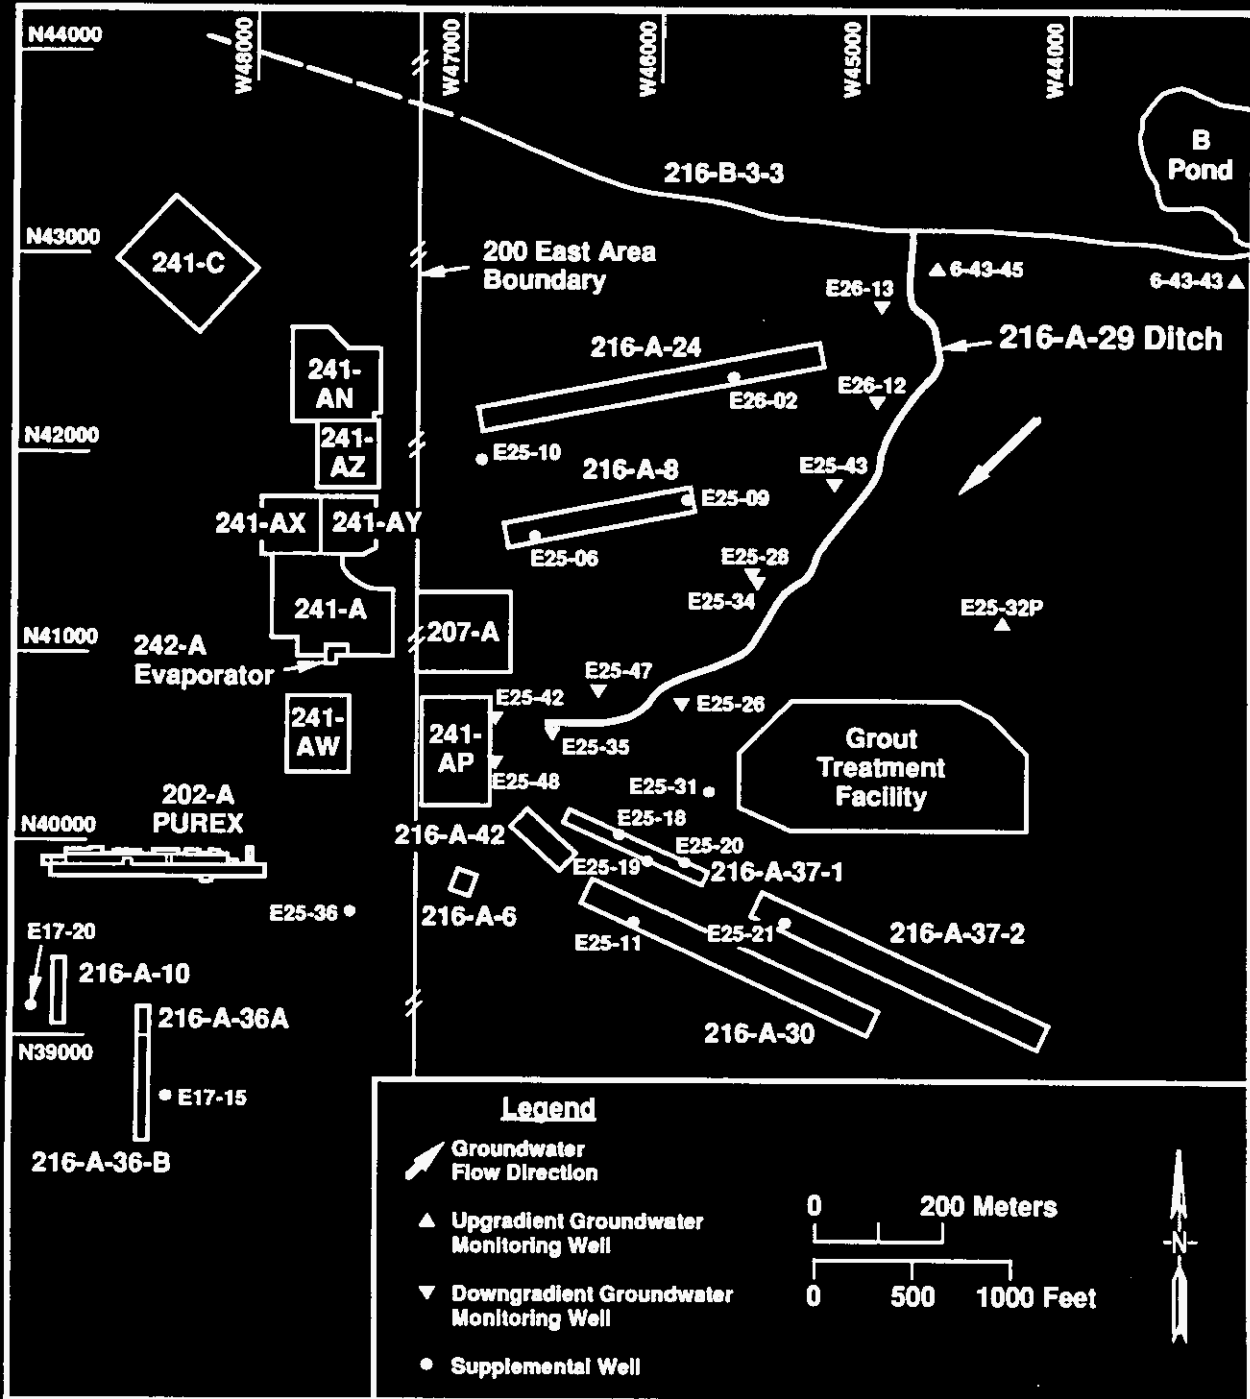 N44000
W48000
W47000
W46000
W45000
W44000
B
Pond
216-B-3-3
N43000
241-C
200 East Area
Boundary
6-43-45
6-43-43
E26-13
216-A-29 Ditch
216-A-24
241-
AN
E26-02
E26-12
N42000
241-
AZ
E25-10
216-A-8
E25-43
E25-09
241-AX
241-AY
E25-06
E25-28
E25-34
241-A
207-A
E25-32P
N41000
242-A
Evaporator
E25-47
E25-42
E25-26
241-
AW
241-
AP
E25-35
Grout
Treatment
Facility
E25-48
E25-31
202-A
PUREX
N40000
216-A-42
E25-18
E25-20
E25-19
216-A-37-1
E25-36
216-A-6
E25-11
E25-21
216-A-37-2
E17-20
216-A-10
216-A-36A
216-A-30
N39000
E17-15
216-A-36-B
Legend
Groundwater
Flow Direction
Upgradient Groundwater
Monitoring Well
Downgradient Groundwater
Monitoring Well
Supplemental Well
0 200 Meters
0 500 1000 Feet
-N-